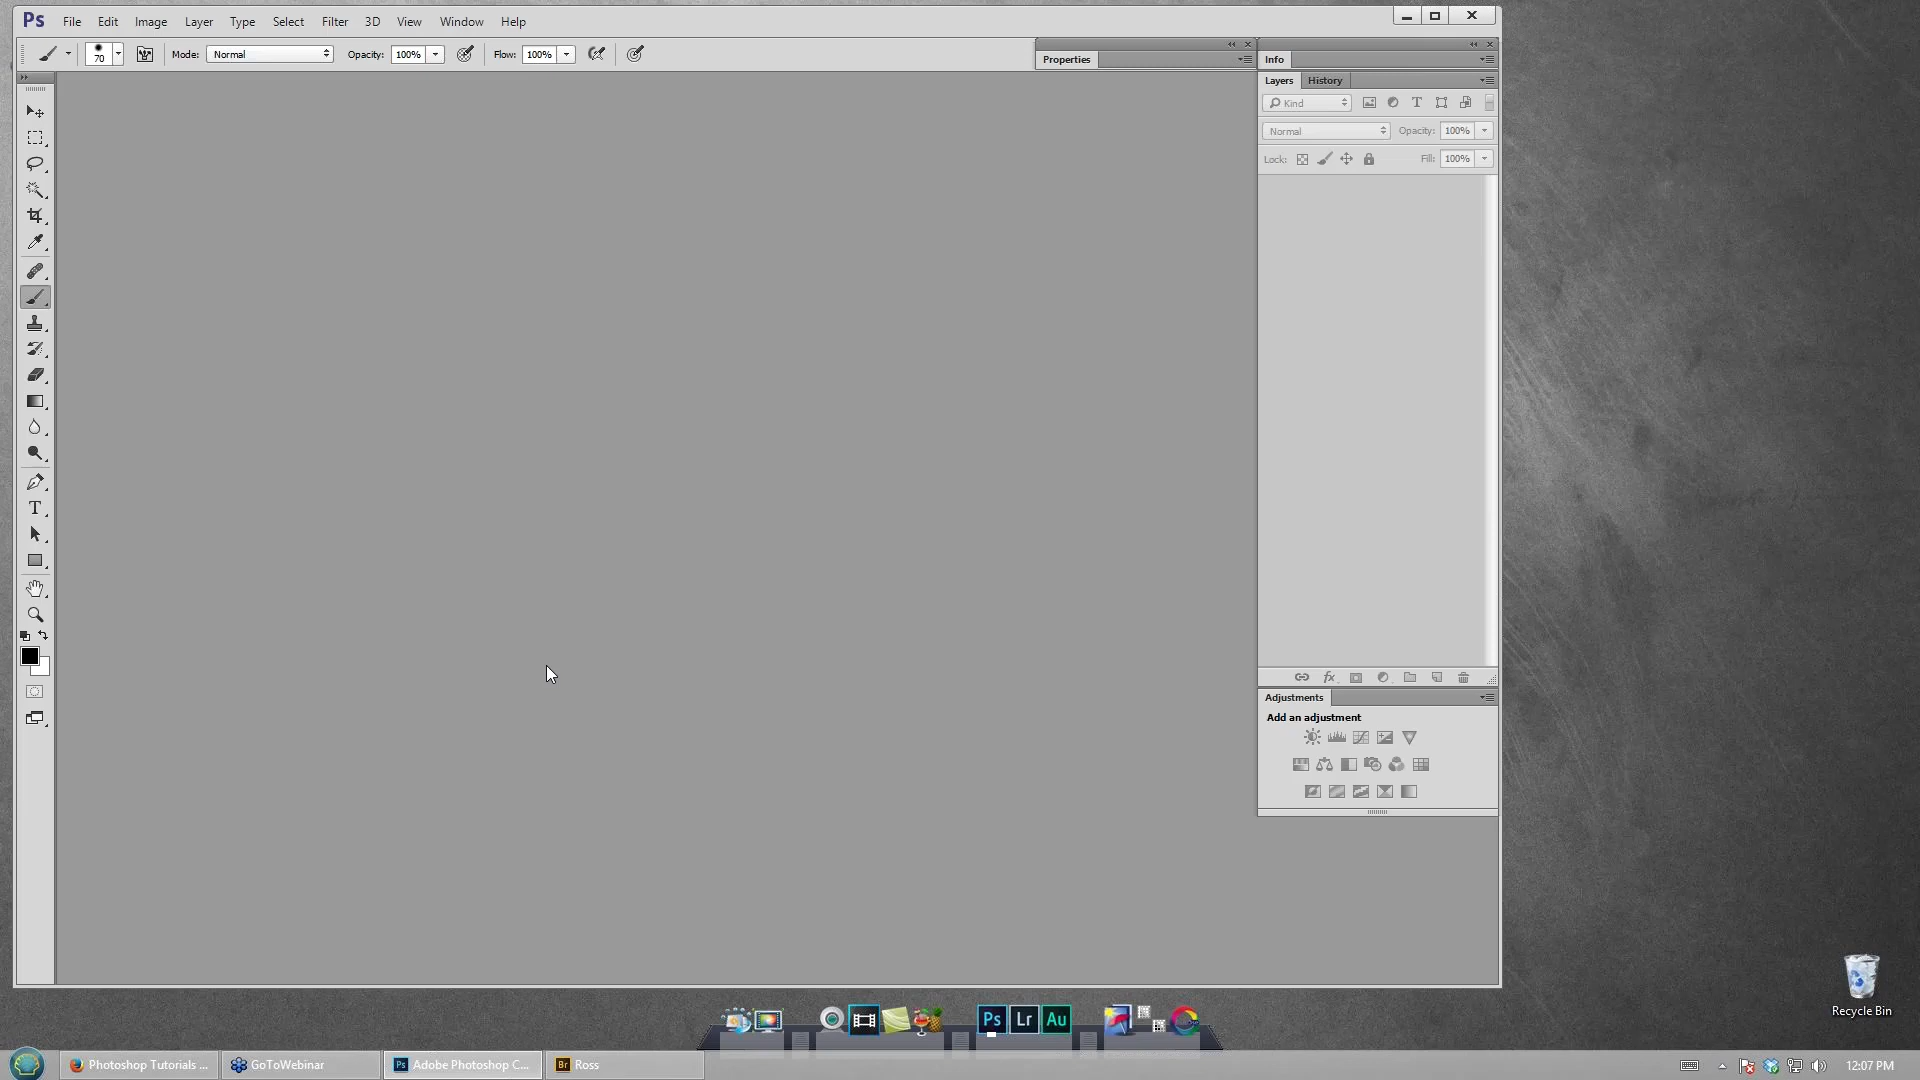 Ps File Edit Image Layer Type Select Filter 3D View Window Help
70 Mode: Normal Opacity: 100% Flow: 100%
Properties
Info
Layers History
Kind
Normal Opacity: 100%
Lock: Fill: 100%
T
fx
Adjustments
Add an adjustment
Ps Lr Au
Recycle Bin
Photoshop Tutorials ... GoToWebinar Ps Adobe Photoshop C... Br Ross 12:07 PM